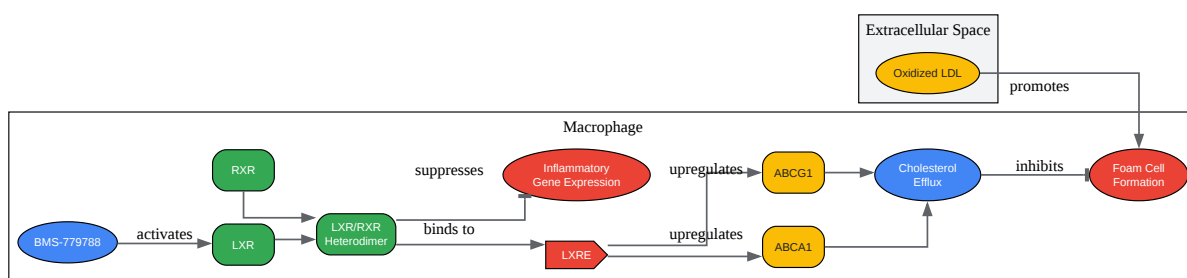 Extracellular Space
Oxidized LDL
promotes
Macrophage
RXR
suppresses
Inflammatory
Gene Expression
upregulates
ABCG1
Cholesterol
Efflux
inhibits
Foam Cell
Formation
BMS-779788
activates
LXR
LXR/RXR
Heterodimer
binds to
LXRE
upregulates
ABCA1